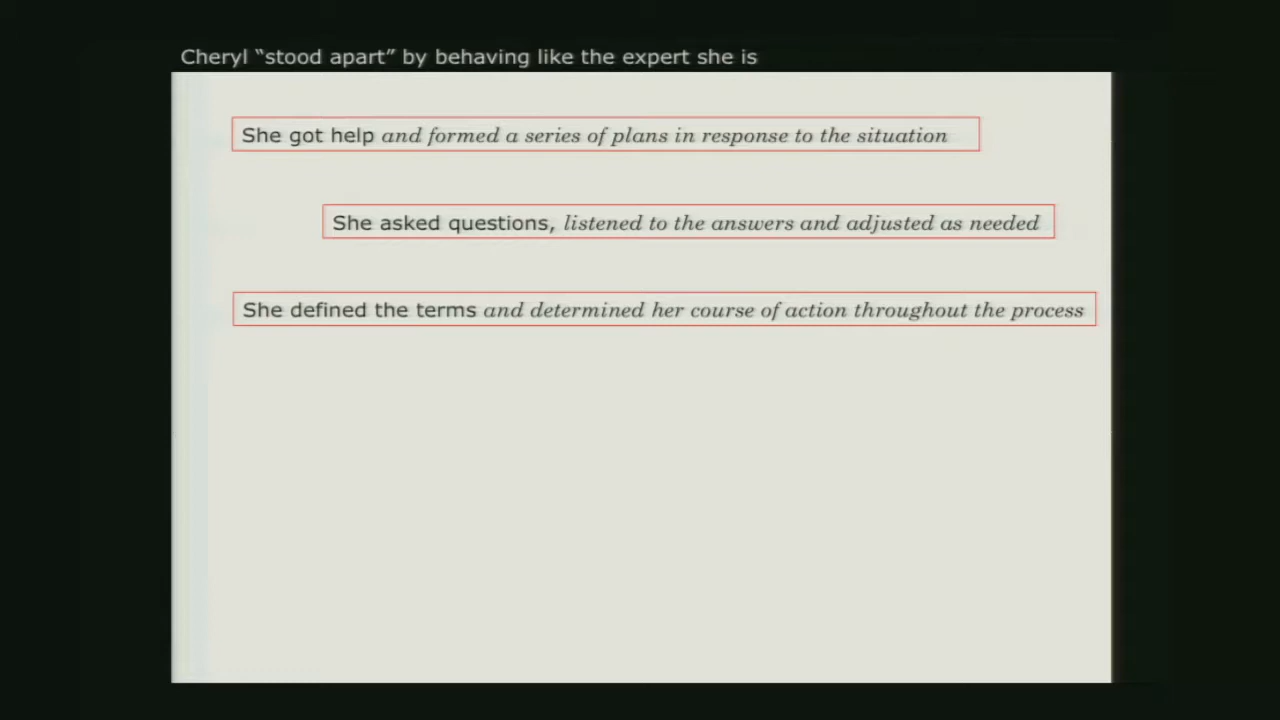 Cheryl “stood apart” by behaving like the expert she is
She got help and formed a series of plans in response to the situation
She asked questions, listened to the answers and adjusted as needed
She defined the terms and determined her course of action throughout the process